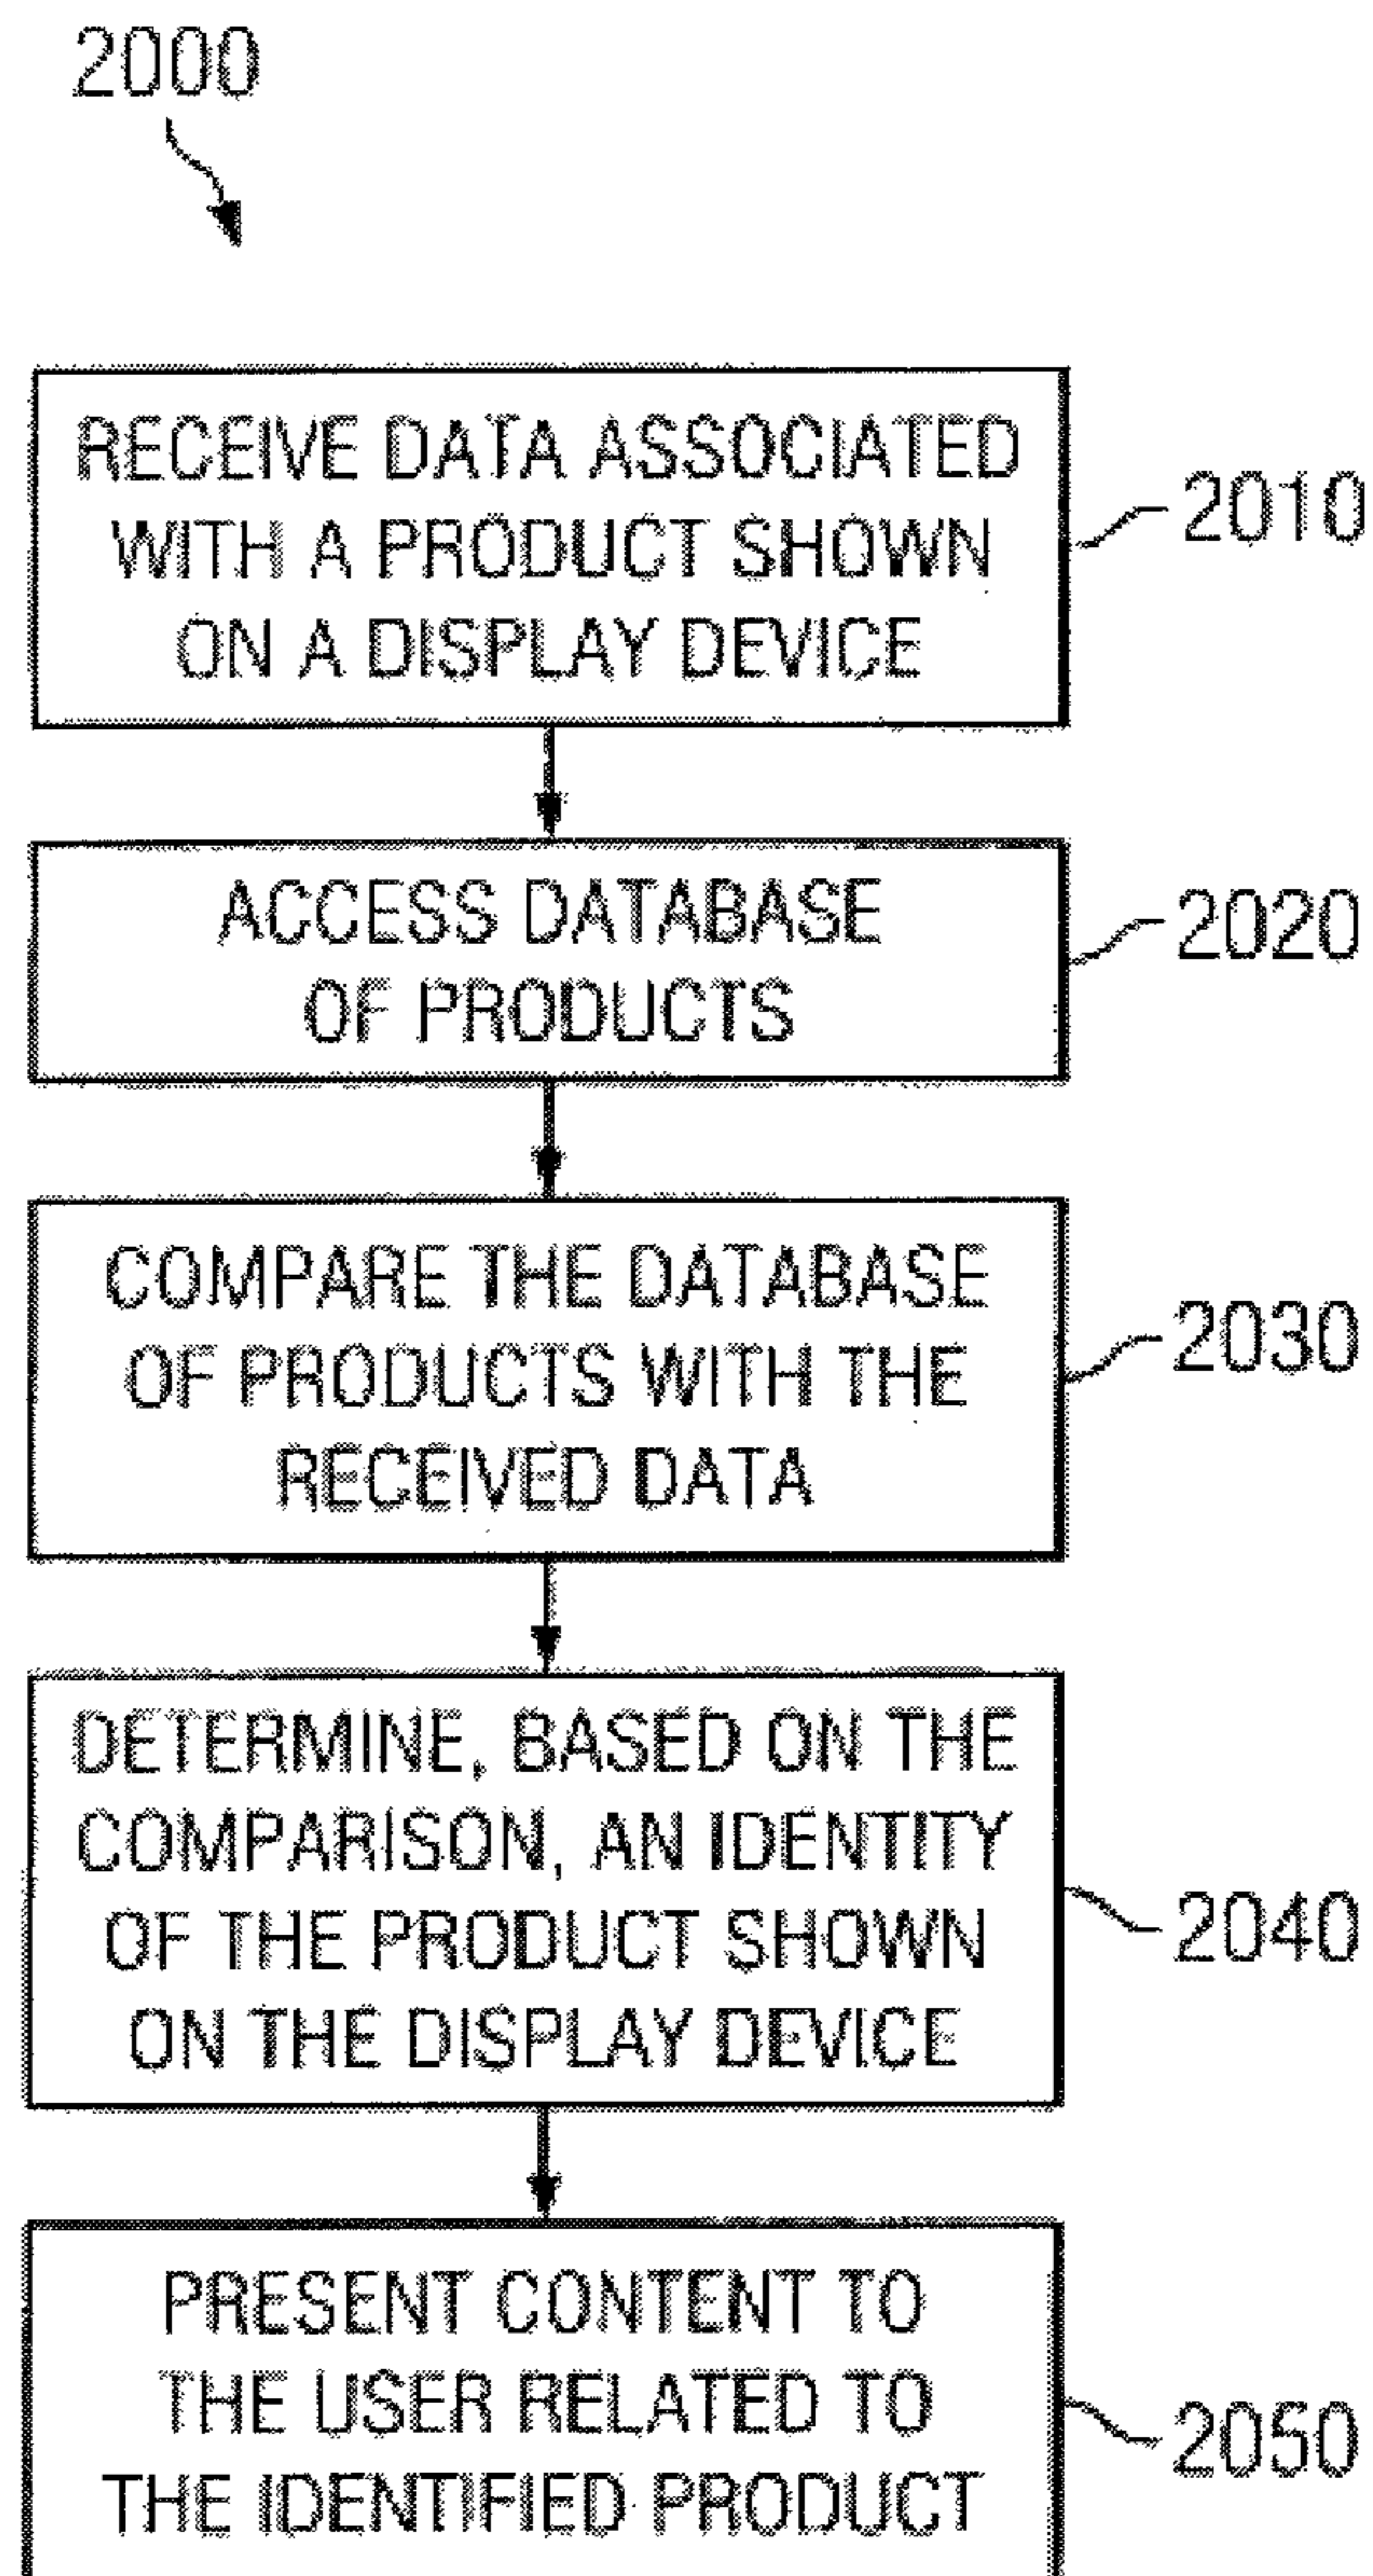 2000
RECEIVE DATA ASSOCIATED
WITH A PRODUCT SHOWN
ON A DISPLAY DEVICE
2010
ACCESS DATABASE
OF PRODUCTS
2020
COMPARE THE DATABASE
OF PRODUCTS WITH THE
RECEIVED DATA
2030
DETERMINE, BASED ON THE
COMPARISON, AN IDENTITY
OF THE PRODUCT SHOWN
ON THE DISPLAY DEVICE
2040
PRESENT CONTENT TO
THE USER RELATED TO
THE IDENTIFIED PRODUCT
2050